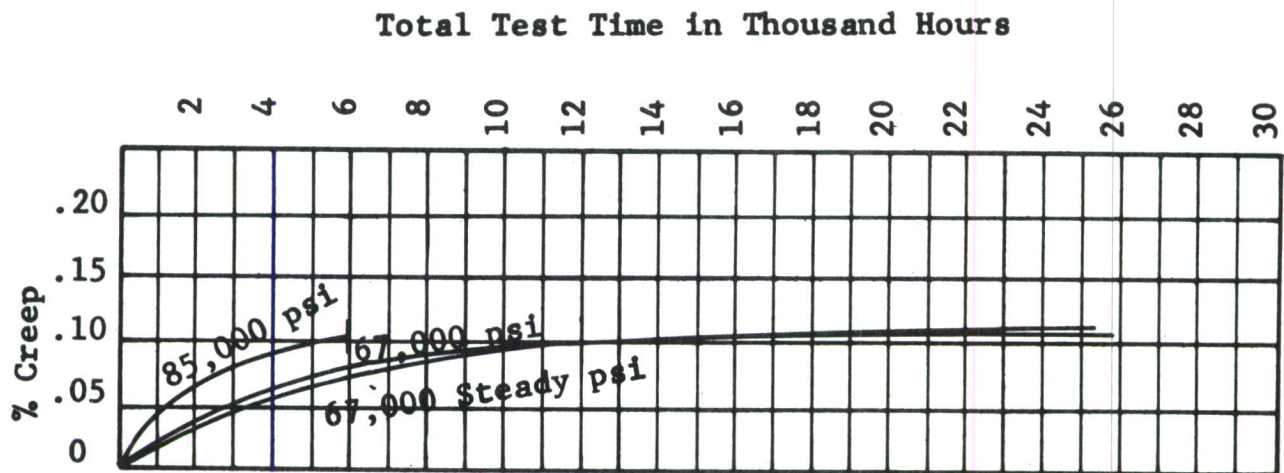 Total Test Time in Thousand Hours
2 4 6 8 10 12 14 16 18 20 22 24 26 28 30
% Creep
.20
.15
.10
.05
0
85,000 psi
67,000 psi
67,000 Steady psi